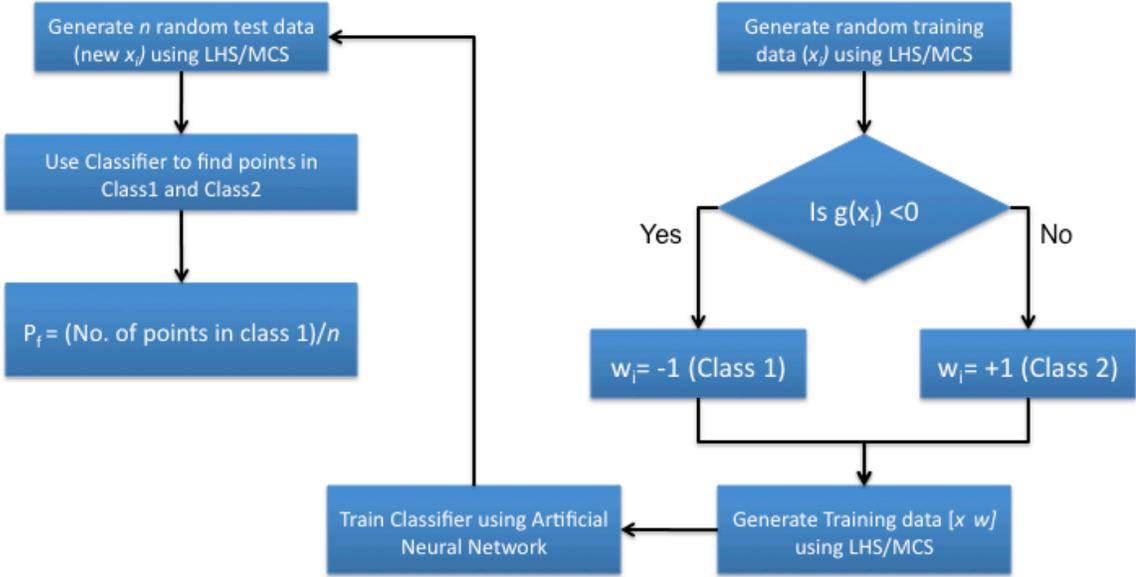 Generate n random test data
(new xᵢ) using LHS/MCS
Use Classifier to find points in
Class1 and Class2
P_f = (No. of points in class 1)/n
Generate random training
data (xᵢ) using LHS/MCS
Is g(xᵢ) <0
Yes
No
wᵢ= -1 (Class 1)
wᵢ= +1 (Class 2)
Generate Training data [x w]
using LHS/MCS
Train Classifier using Artificial
Neural Network